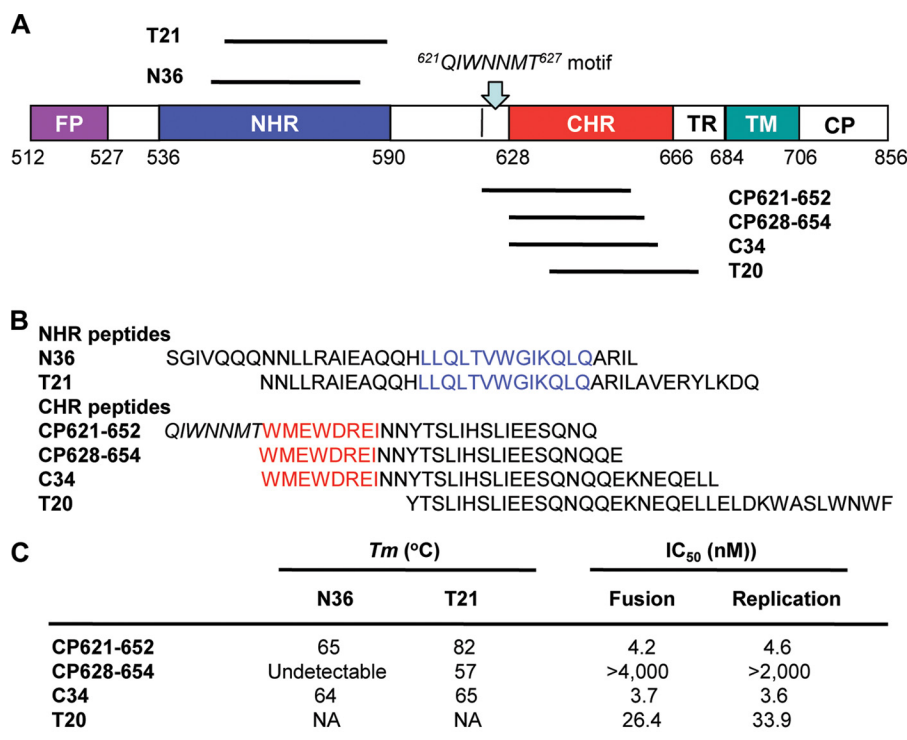 A
T21
N36
621QIWNNMT627 motif
FP NHR CHR TR TM CP
512 527 536 590 628 666 684 706 856
CP621-652
CP628-654
C34
T20
B
NHR peptides
N36 SGIVQQQNNLLRAIEAQQHLLQLTVWGIKQLQARIL
T21 NNLLRAIEAQQHLLQLTVWGIKQLQARILAVERYLKDQ
CHR peptides
CP621-652 QIWNNMTWMEWDREINNYTSLIHSLIEESQNQ
CP628-654 WMEWDREINNYTSLIHSLIEESQNQQE
C34 WMEWDREINNYTSLIHSLIEESQNQQEKNEQELL
T20 YTSLIHSLIEESQNQQEKNEQELLELDKWASLWNWF
C
Tm (oC) IC50 (nM))
N36 T21 Fusion Replication
CP621-652 65 82 4.2 4.6
CP628-654 Undetectable 57 >4,000 >2,000
C34 64 65 3.7 3.6
T20 NA NA 26.4 33.9